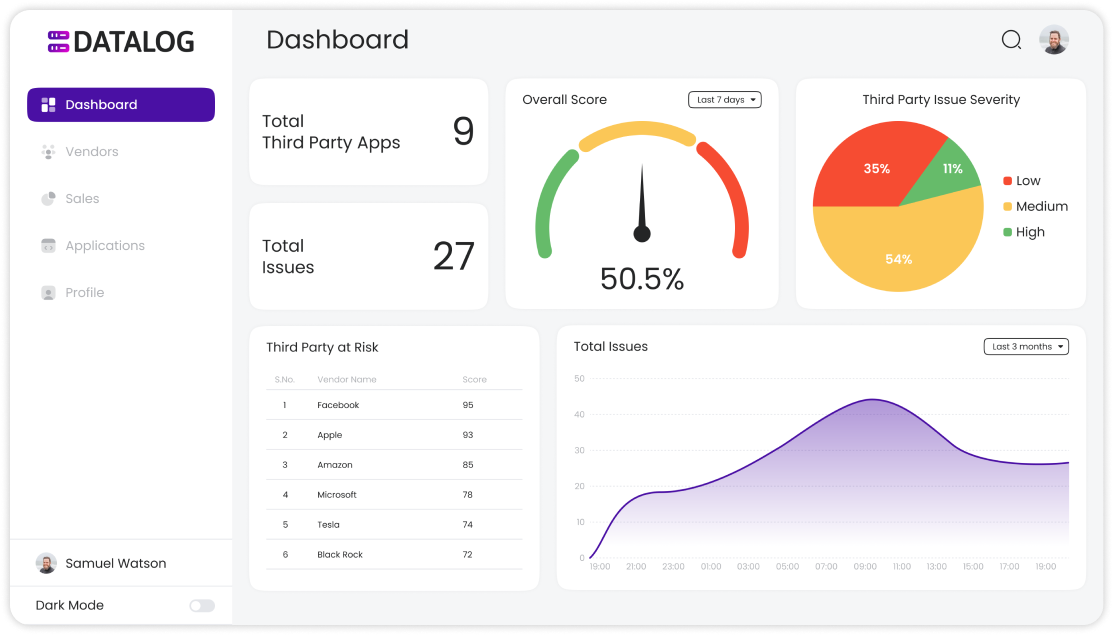 DATALOG
Dashboard
Vendors
Sales
Applications
Profile
Samuel Watson
Dark Mode
Dashboard
Total
Third Party Apps
9
Total
Issues
27
Overall Score
Last 7 days
50.5%
Third Party Issue Severity
35%
11%
54%
Low
Medium
High
Third Party at Risk
S.No. Vendor Name Score
1 Facebook 95
2 Apple 93
3 Amazon 85
4 Microsoft 78
5 Tesla 74
6 Black Rock 72
Total Issues
Last 3 months
50
40
30
20
10
0
19:00 21:00 23:00 01:00 03:00 05:00 07:00 09:00 11:00 13:00 15:00 17:00 19:00